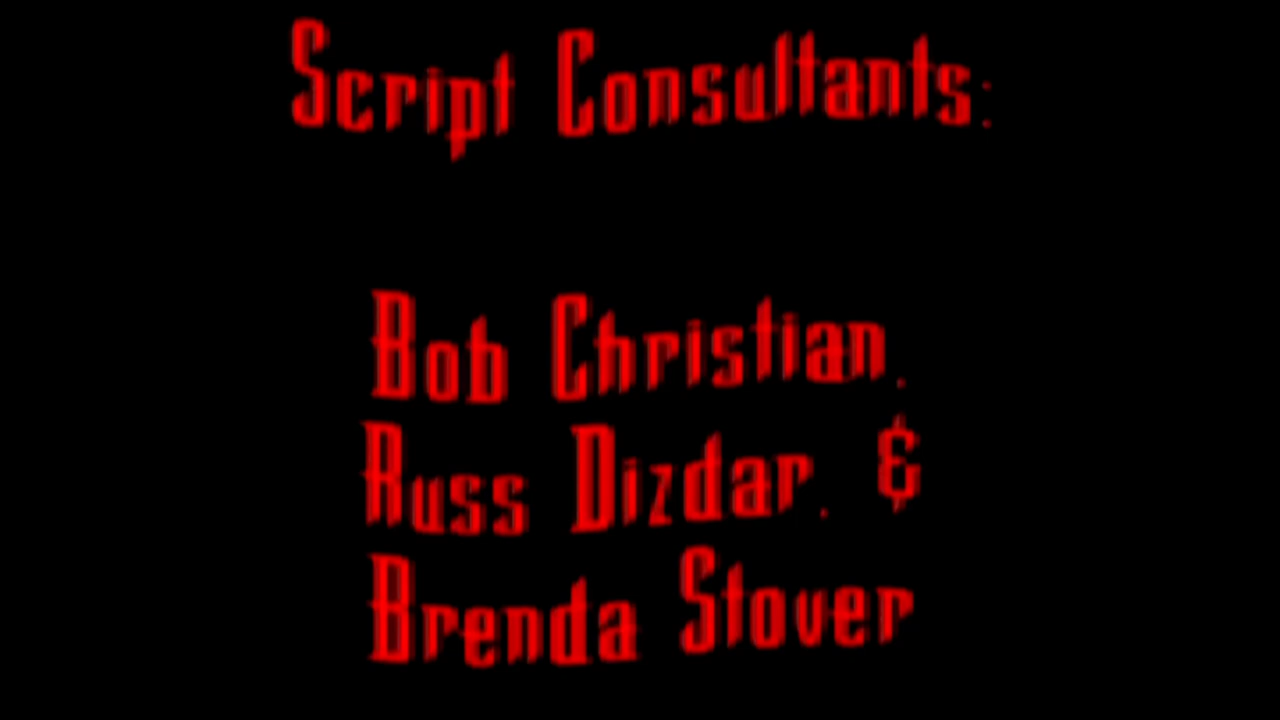 Script Consultants:
Bob Christian,
Russ Dizdar, &
Brenda Stover